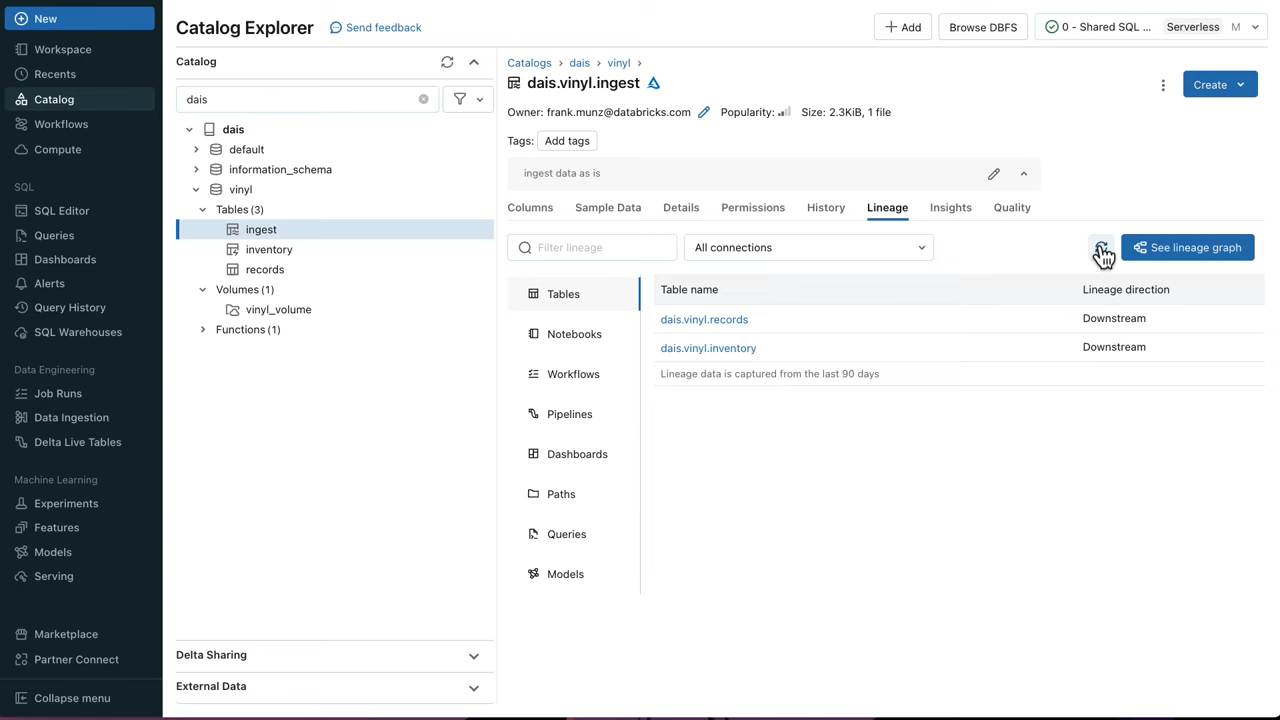 New
Workspace
Recents
Catalog
Workflows
Compute
SQL
SQL Editor
Queries
Dashboards
Alerts
Query History
SQL Warehouses
Data Engineering
Job Runs
Data Ingestion
Delta Live Tables
Machine Learning
Experiments
Features
Models
Serving
Marketplace
Partner Connect
Collapse menu
Catalog Explorer
Send feedback
Add
Browse DBFS
0 - Shared SQL ... Serverless M
Catalog
dais
dais
default
information_schema
vinyl
Tables (3)
ingest
inventory
records
Volumes (1)
vinyl_volume
Functions (1)
Delta Sharing
External Data
Catalogs > dais > vinyl >
dais.vinyl.ingest
Create
Owner: frank.munz@databricks.com Popularity: Size: 2.3KiB, 1 file
Tags: Add tags
ingest data as is
Columns Sample Data Details Permissions History Lineage Insights Quality
Filter lineage
All connections
See lineage graph
Tables
Notebooks
Workflows
Pipelines
Dashboards
Paths
Queries
Models
Table name Lineage direction
dais.vinyl.records Downstream
dais.vinyl.inventory Downstream
Lineage data is captured from the last 90 days